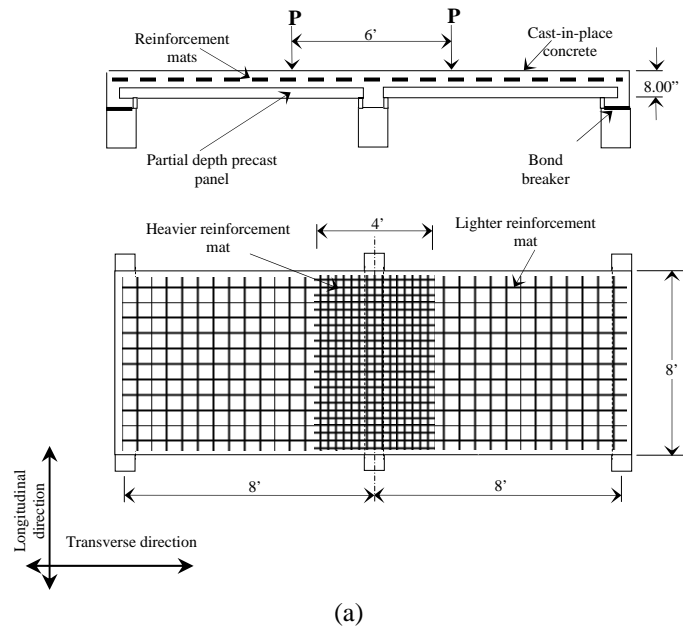 P P
6’
Reinforcement
mats
Cast-in-place
concrete
8.00”
Partial depth precast
panel
Bond
breaker
4’
Heavier reinforcement
mat
Lighter reinforcement
mat
8’
8’ 8’
Longitudinal
direction
Transverse direction
(a)